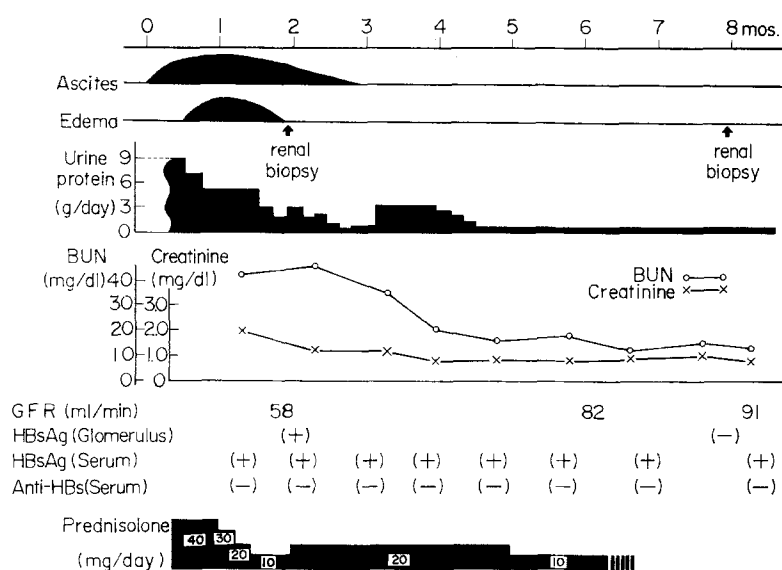 0 1 2 3 4 5 6 7 8 mos.
Ascites
Edema
renal biopsy
renal biopsy
Urine protein (g/day)
9
6
3
0
BUN (mg/dl)
40
30
20
10
0
Creatinine (mg/dl)
3.0
2.0
1.0
0
BUN
Creatinine
GFR (ml/min) 58 82 91
HBsAg (Glomerulus) (+) (−)
HBsAg (Serum) (+) (+) (+) (+) (+) (+) (+) (+)
Anti-HBs(Serum) (−) (−) (−) (−) (−) (−) (−) (−)
Prednisolone (mg/day)
40 30 20 10 20 10